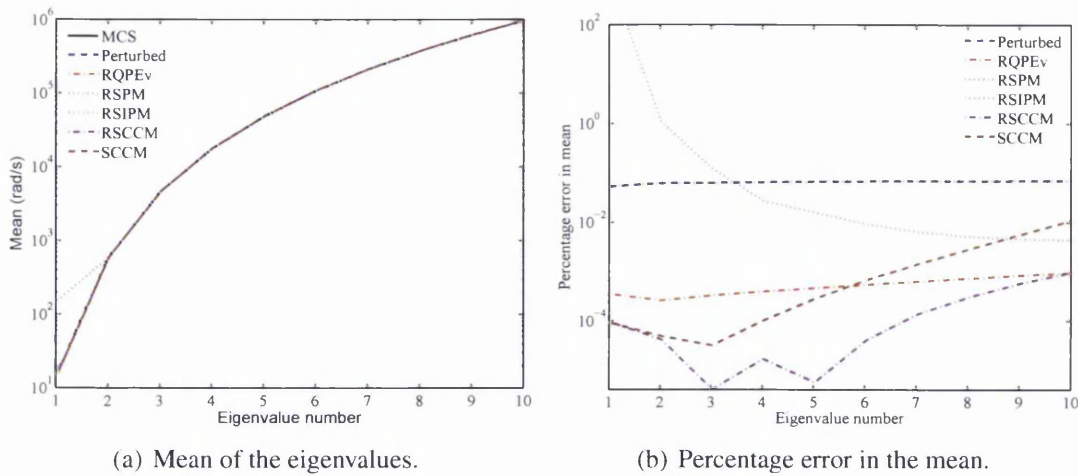 10^6
10^5
10^4
10^3
10^2
10^1
Mean (rad/s)
MCS
Perturbed
RQPEv
RSPM
RSIPM
RSCCM
SCCM
1 2 3 4 5 6 7 8 9 10
Eigenvalue number
(a) Mean of the eigenvalues.
10^2
10^0
10^-2
10^-4
Percentage error in mean
Perturbed
RQPEv
RSPM
RSIPM
RSCCM
SCCM
1 2 3 4 5 6 7 8 9 10
Eigenvalue number
(b) Percentage error in the mean.